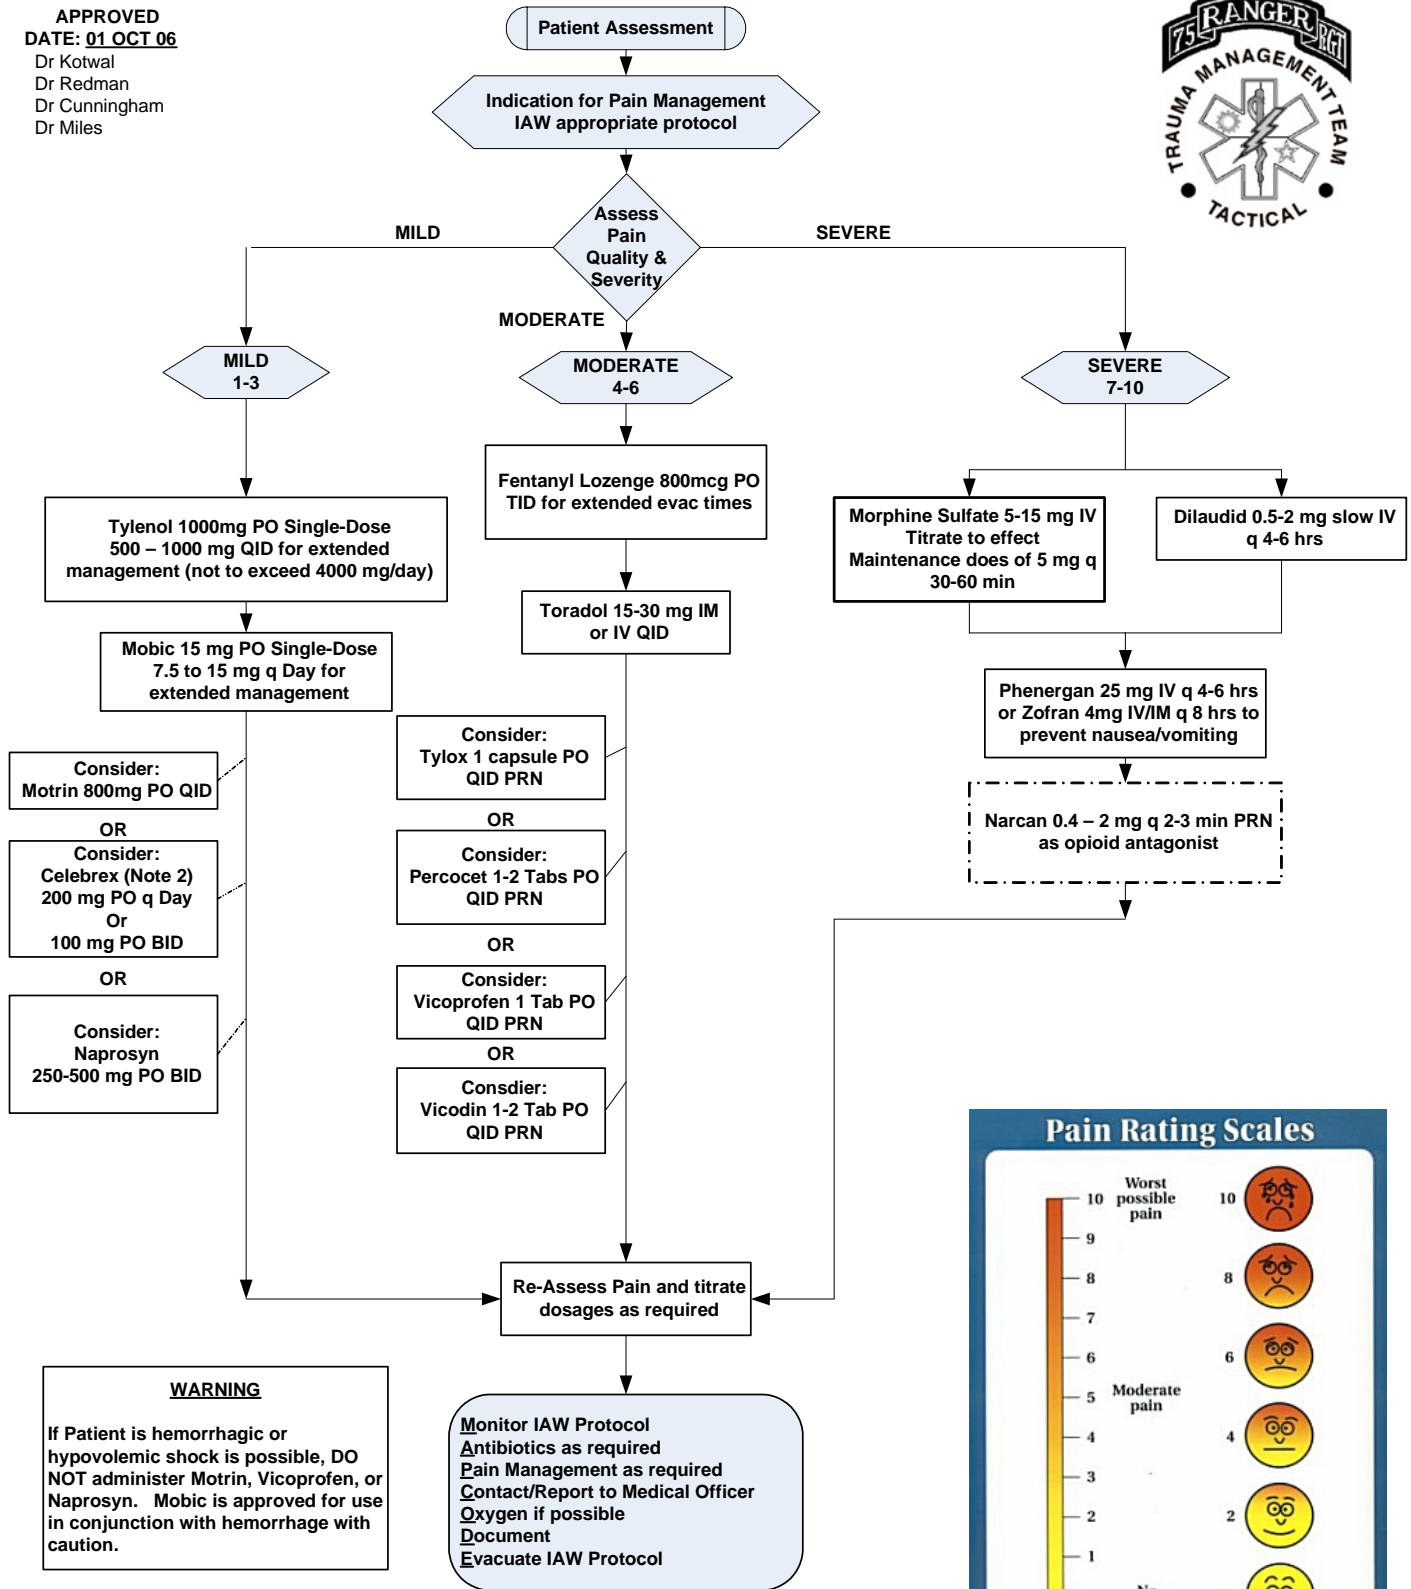 APPROVED
DATE: 01 OCT 06
Dr Kotwal
Dr Redman
Dr Cunningham
Dr Miles
75 RANGER RGT
TRAUMA MANAGEMENT TEAM
TACTICAL
Patient Assessment
Indication for Pain Management
IAW appropriate protocol
Assess
Pain
Quality &
Severity
MILD
MODERATE
SEVERE
MILD
1-3
Tylenol 1000mg PO Single-Dose
500 – 1000 mg QID for extended
management (not to exceed 4000 mg/day)
Mobic 15 mg PO Single-Dose
7.5 to 15 mg q Day for
extended management
Consider:
Motrin 800mg PO QID
OR
Consider:
Celebrex (Note 2)
200 mg PO q Day
Or
100 mg PO BID
OR
Consider:
Naprosyn
250-500 mg PO BID
MODERATE
4-6
Fentanyl Lozenge 800mcg PO
TID for extended evac times
Toradol 15-30 mg IM
or IV QID
Consider:
Tylox 1 capsule PO
QID PRN
OR
Consider:
Percocet 1-2 Tabs PO
QID PRN
OR
Consider:
Vicoprofen 1 Tab PO
QID PRN
OR
Consdier:
Vicodin 1-2 Tab PO
QID PRN
SEVERE
7-10
Morphine Sulfate 5-15 mg IV
Titrate to effect
Maintenance does of 5 mg q
30-60 min
Dilaudid 0.5-2 mg slow IV
q 4-6 hrs
Phenergan 25 mg IV q 4-6 hrs
or Zofran 4mg IV/IM q 8 hrs to
prevent nausea/vomiting
Narcan 0.4 – 2 mg q 2-3 min PRN
as opioid antagonist
Re-Assess Pain and titrate
dosages as required
WARNING
If Patient is hemorrhagic or
hypovolemic shock is possible, DO
NOT administer Motrin, Vicoprofen, or
Naprosyn. Mobic is approved for use
in conjunction with hemorrhage with
caution.
Monitor IAW Protocol
Antibiotics as required
Pain Management as required
Contact/Report to Medical Officer
Oxygen if possible
Document
Evacuate IAW Protocol
Pain Rating Scales
10 Worst possible pain 10
9
8 8
7
6 6
5 Moderate pain
4 4
3
2 2
1